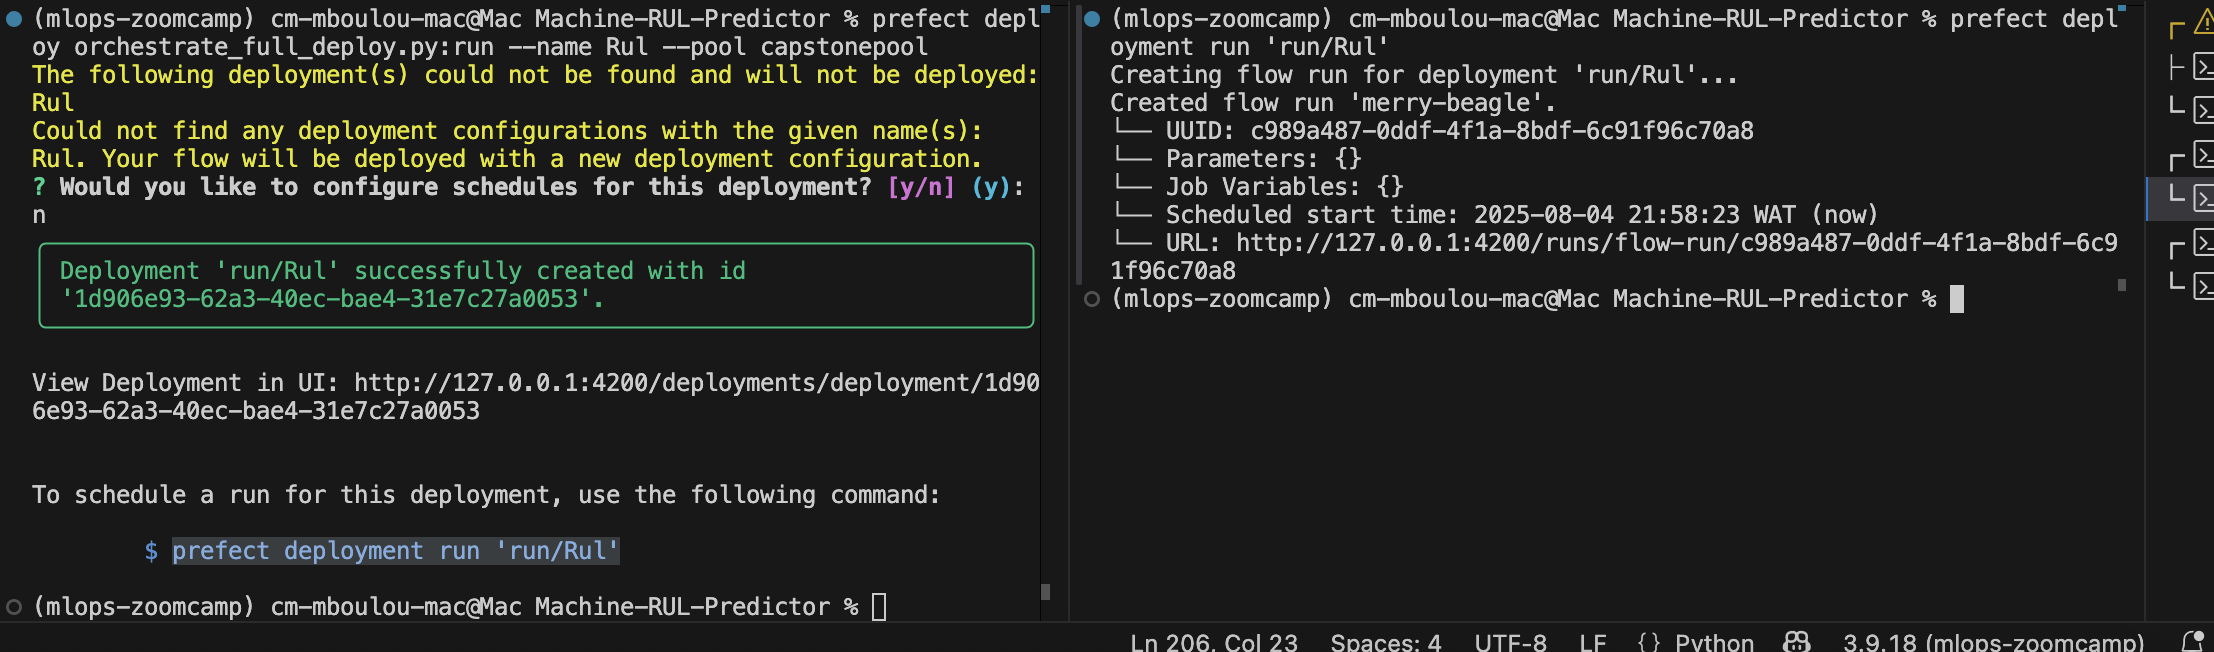 (mlops-zoomcamp) cm-mboulou-mac@Mac Machine-RUL-Predictor % prefect depl
oy orchestrate_full_deploy.py:run --name Rul --pool capstonepool
The following deployment(s) could not be found and will not be deployed:
Rul
Could not find any deployment configurations with the given name(s):
Rul. Your flow will be deployed with a new deployment configuration.
? Would you like to configure schedules for this deployment? [y/n] (y):
n
Deployment 'run/Rul' successfully created with id
'1d906e93-62a3-40ec-bae4-31e7c27a0053'.
View Deployment in UI: http://127.0.0.1:4200/deployments/deployment/1d90
6e93-62a3-40ec-bae4-31e7c27a0053
To schedule a run for this deployment, use the following command:
$ prefect deployment run 'run/Rul'
(mlops-zoomcamp) cm-mboulou-mac@Mac Machine-RUL-Predictor %
(mlops-zoomcamp) cm-mboulou-mac@Mac Machine-RUL-Predictor % prefect depl
oyment run 'run/Rul'
Creating flow run for deployment 'run/Rul'...
Created flow run 'merry-beagle'.
└── UUID: c989a487-0ddf-4f1a-8bdf-6c91f96c70a8
└── Parameters: {}
└── Job Variables: {}
└── Scheduled start time: 2025-08-04 21:58:23 WAT (now)
└── URL: http://127.0.0.1:4200/runs/flow-run/c989a487-0ddf-4f1a-8bdf-6c9
1f96c70a8
(mlops-zoomcamp) cm-mboulou-mac@Mac Machine-RUL-Predictor %
Ln 206, Col 23 Spaces: 4 UTF-8 LF {} Python 3.9.18 (mlops-zoomcamp)